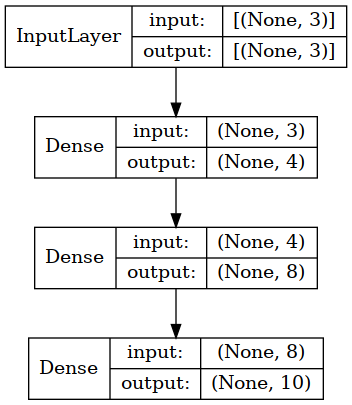 InputLayer input: [(None, 3)]
output: [(None, 3)]
Dense input: (None, 3)
output: (None, 4)
Dense input: (None, 4)
output: (None, 8)
Dense input: (None, 8)
output: (None, 10)